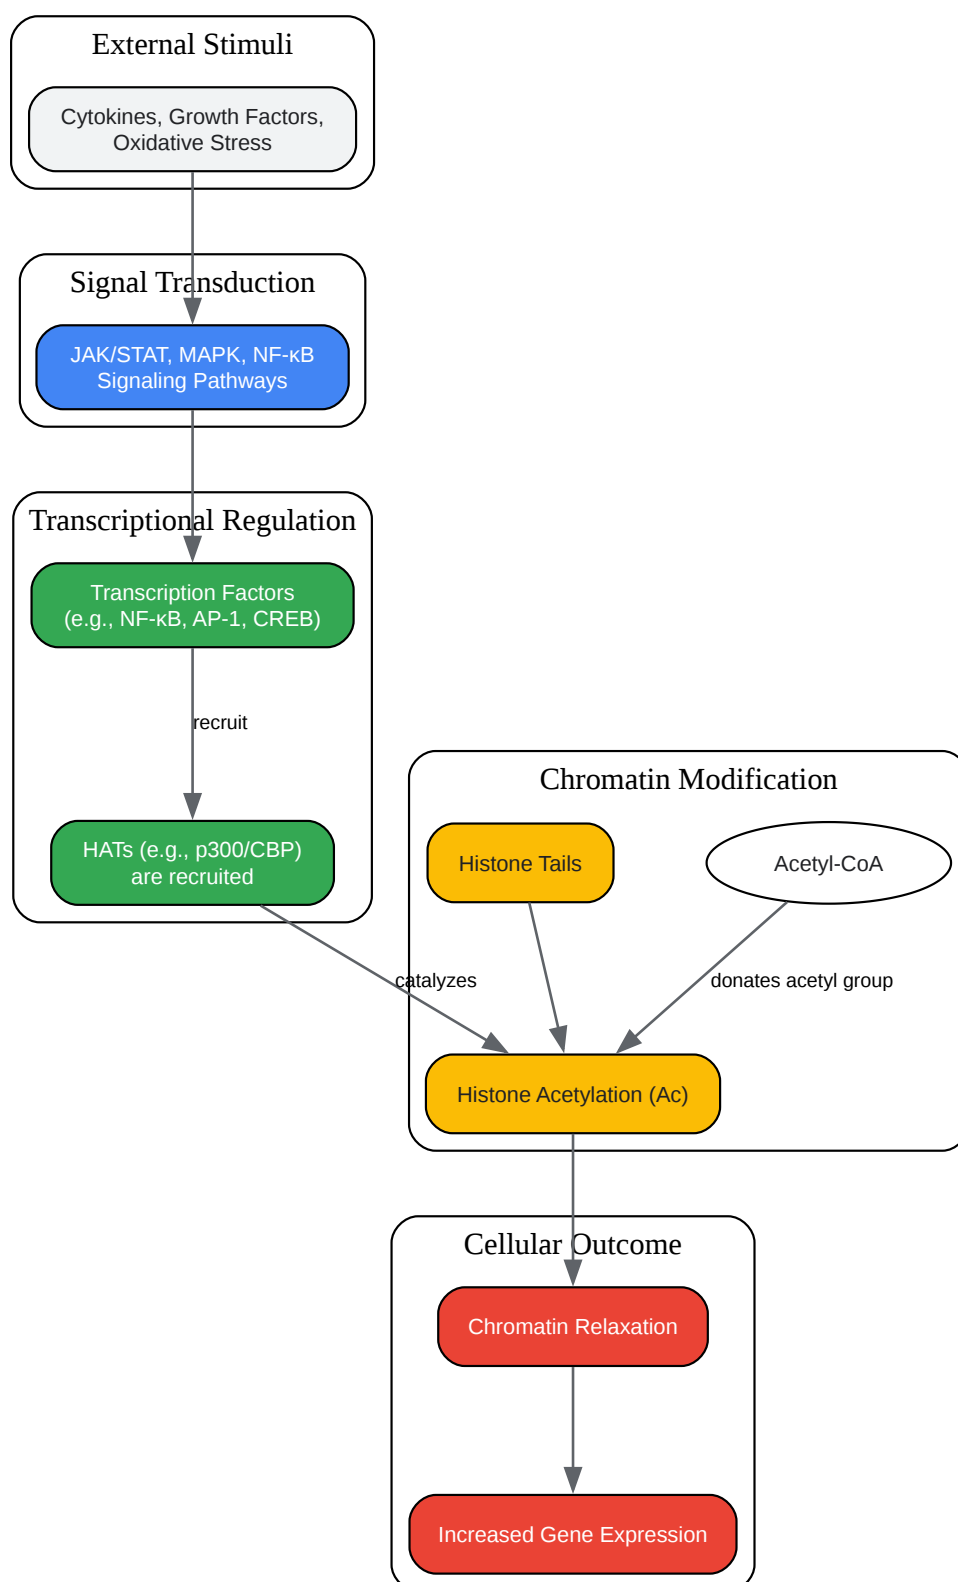 External Stimuli
Cytokines, Growth Factors,
Oxidative Stress
Signal Transduction
JAK/STAT, MAPK, NF-κB
Signaling Pathways
Transcriptional Regulation
Transcription Factors
(e.g., NF-κB, AP-1, CREB)
recruit
HATs (e.g., p300/CBP)
are recruited
Chromatin Modification
Histone Tails
Acetyl-CoA
catalyzes
donates acetyl group
Histone Acetylation (Ac)
Cellular Outcome
Chromatin Relaxation
Increased Gene Expression